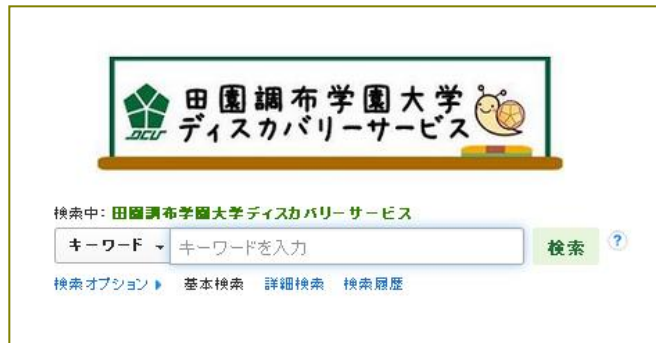 田園調布学園大学
DCU ディスカバリーサービス
検索中: 田園調布学園大学ディスカバリーサービス
キーワード キーワードを入力 検索 ?
検索オプション 基本検索 詳細検索 検索履歴